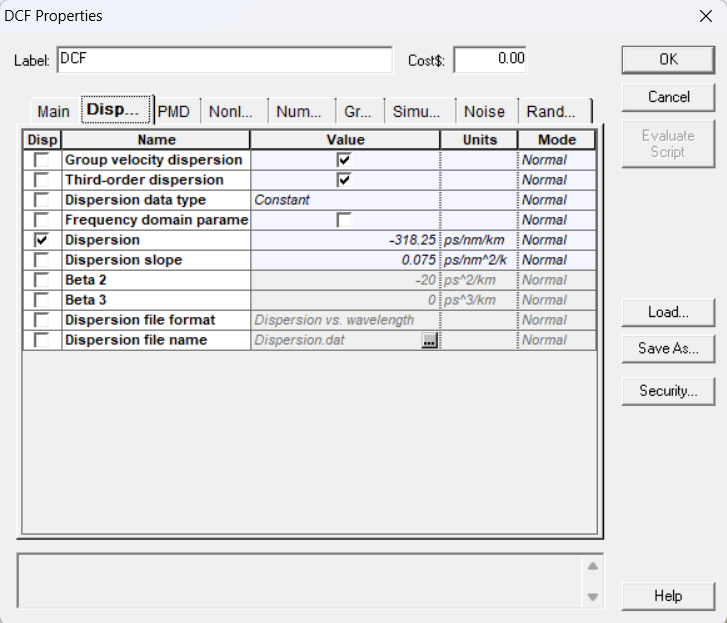 DCF Properties
Label: DCF Cost$: 0.00
OK
Cancel
Evaluate
Script
Main Disp... PMD Nonl... Num... Gr... Simu... Noise Rand...
Disp Name Value Units Mode
Group velocity dispersion Normal
Third-order dispersion Normal
Dispersion data type Constant Normal
Frequency domain parame Normal
Dispersion -318.25 ps/nm/km Normal
Dispersion slope 0.075 ps/nm^2/k Normal
Beta 2 -20 ps^2/km Normal
Beta 3 0 ps^3/km Normal
Dispersion file format Dispersion vs. wavelength Normal
Dispersion file name Dispersion.dat ... Normal
Load...
Save As...
Security...
Help